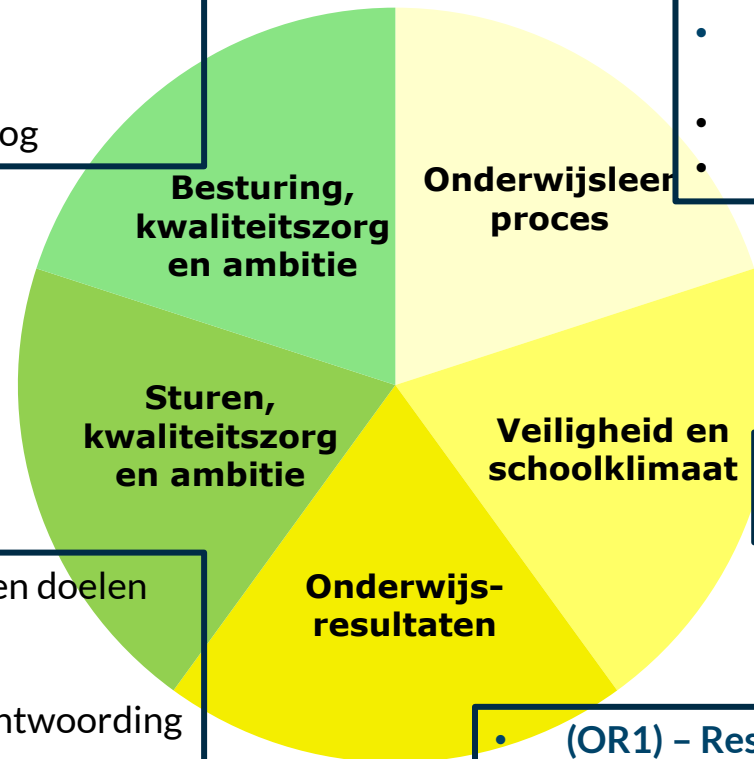 og
Besturing,
kwaliteitszorg
en ambitie
Onderwijsleer
proces
Sturen,
kwaliteitszorg
en ambitie
Veiligheid en
schoolklimaat
Onderwijs-
resultaten
en doelen
ntwoording
• (OR1) – Res